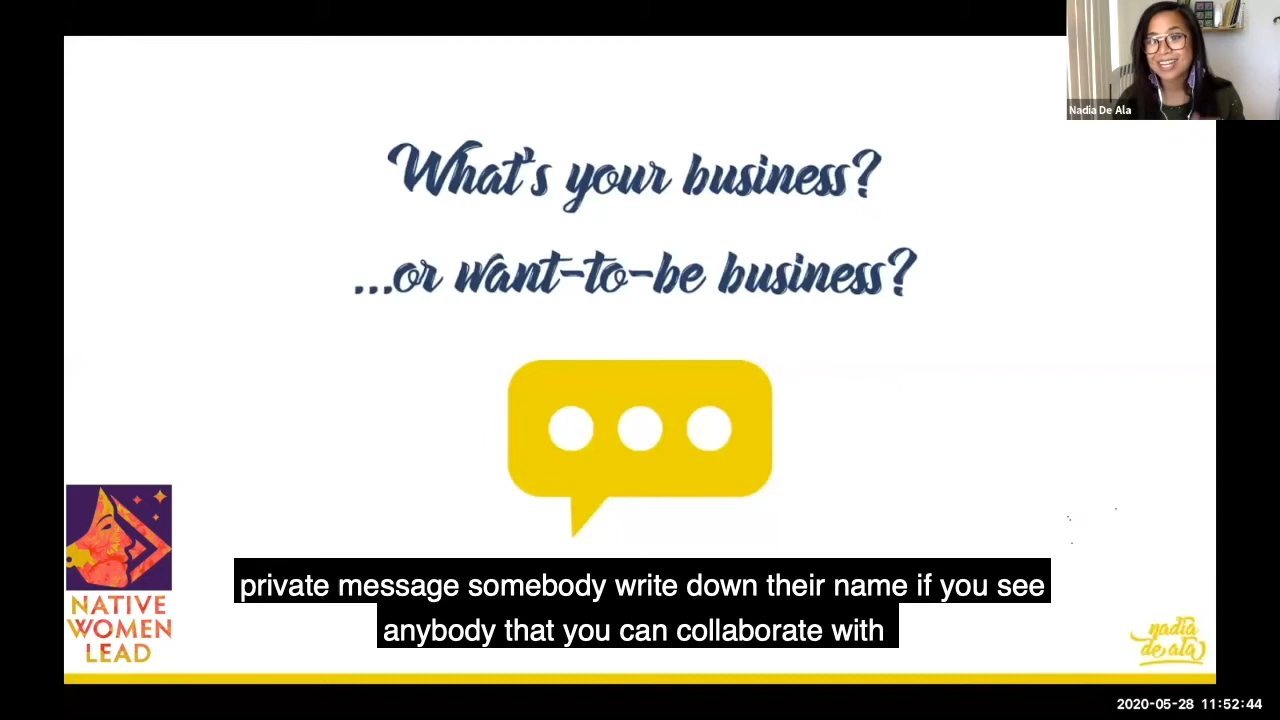 Nadia De Ala
What's your business?
...or want-to-be business?
NATIVE
WOMEN
LEAD
private message somebody write down their name if you see
anybody that you can collaborate with
nadia
de ala
2020-05-28 11:52:44